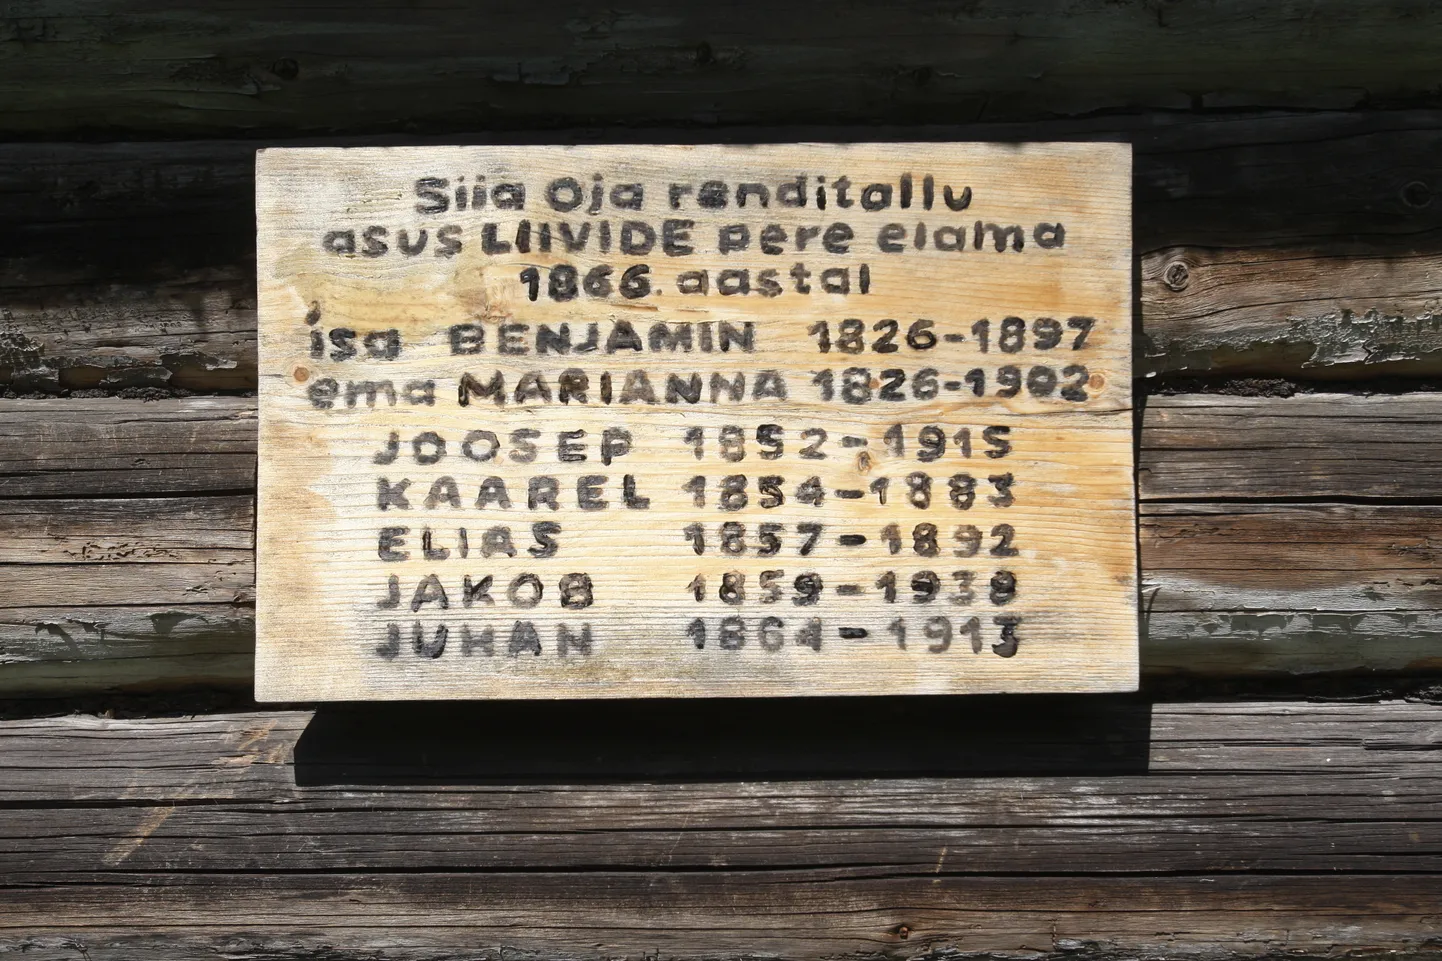 Siia Oja renditallu
asus LIIVIDE pere elama
1866. aastal
isa BENJAMIN 1826-1897
ema MARIANNA 1826-1902
JOOSEP 1852-1915
KAAREL 1854-1883
ELIAS 1857-1892
JAKOB 1859-1938
JUHAN 1864-1913